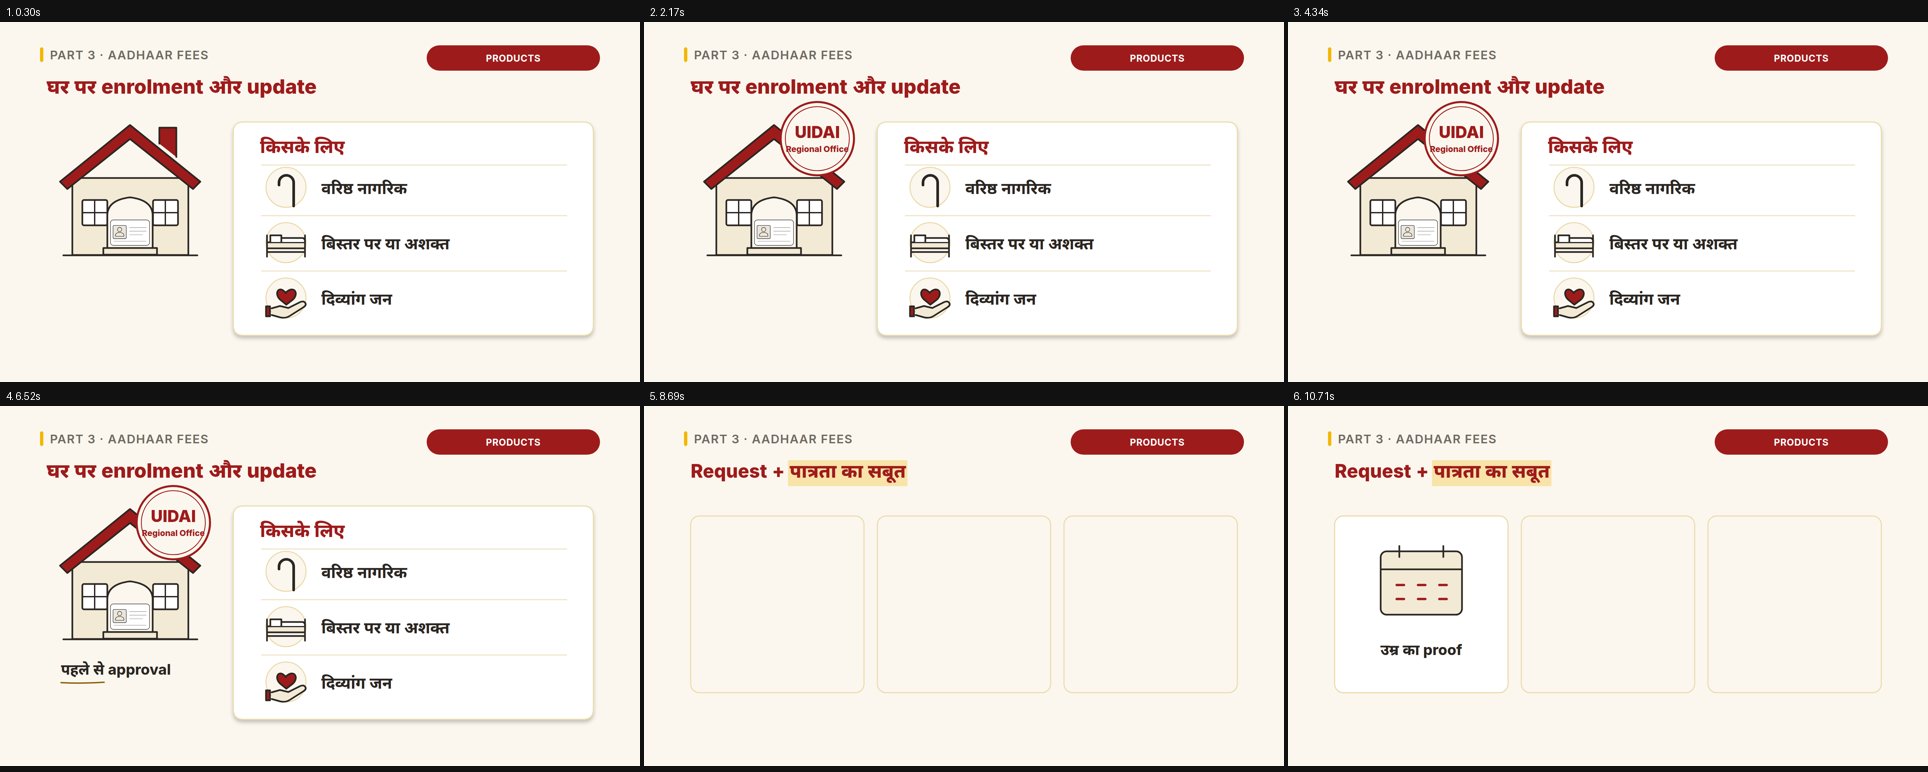 1. 0.30s
PART 3 · AADHAAR FEES
PRODUCTS
घर पर enrolment और update
किसके लिए
वरिष्ठ नागरिक
बिस्तर पर या अशक्त
दिव्यांग जन
2. 2.17s
PART 3 · AADHAAR FEES
PRODUCTS
घर पर enrolment और update
UIDAI
Regional Office
किसके लिए
वरिष्ठ नागरिक
बिस्तर पर या अशक्त
दिव्यांग जन
3. 4.34s
PART 3 · AADHAAR FEES
PRODUCTS
घर पर enrolment और update
UIDAI
Regional Office
किसके लिए
वरिष्ठ नागरिक
बिस्तर पर या अशक्त
दिव्यांग जन
4. 6.52s
PART 3 · AADHAAR FEES
PRODUCTS
घर पर enrolment और update
UIDAI
Regional Office
किसके लिए
वरिष्ठ नागरिक
बिस्तर पर या अशक्त
दिव्यांग जन
पहले से approval
5. 8.69s
PART 3 · AADHAAR FEES
PRODUCTS
Request + पात्रता का सबूत
6. 10.71s
PART 3 · AADHAAR FEES
PRODUCTS
Request + पात्रता का सबूत
उम्र का proof